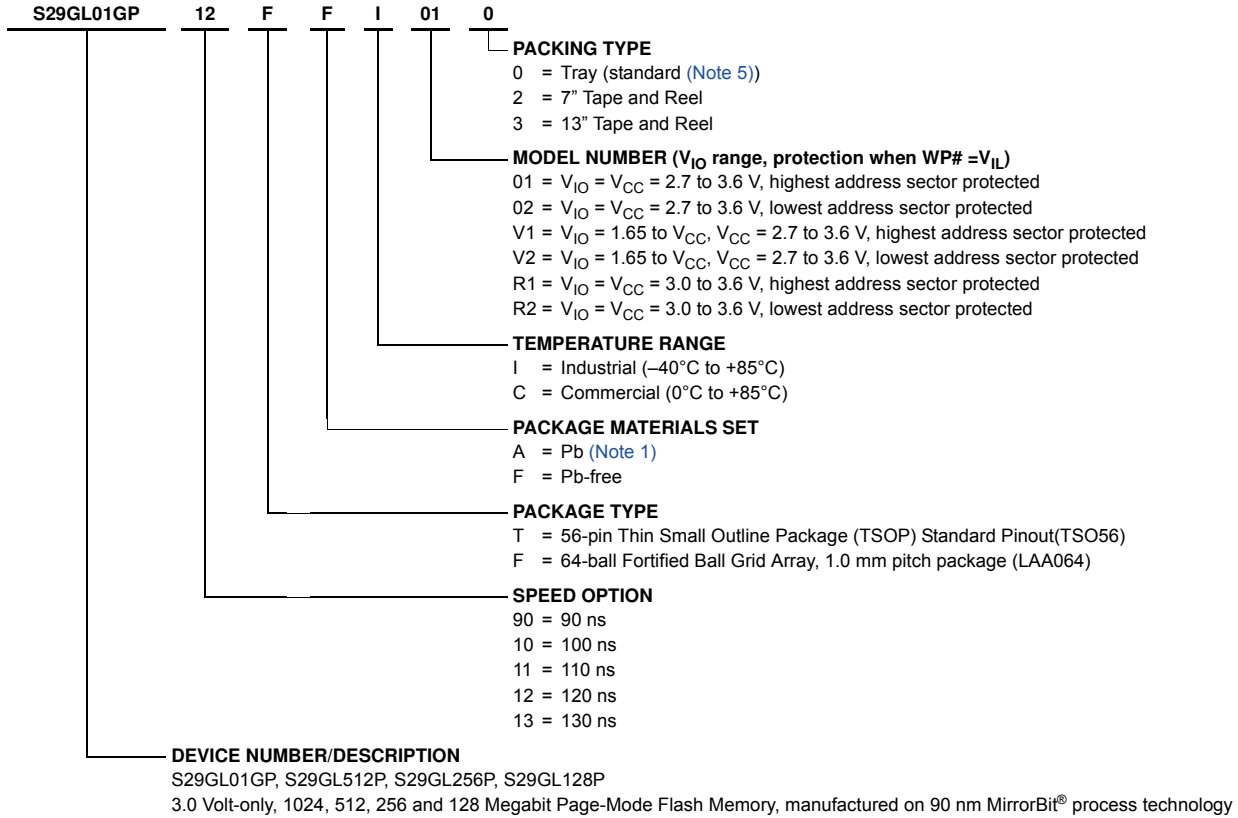 S29GL01GP 12 F F I 01 0
PACKING TYPE
0 = Tray (standard (Note 5))
2 = 7” Tape and Reel
3 = 13” Tape and Reel
MODEL NUMBER (VIO range, protection when WP# =VIL)
01 = VIO = VCC = 2.7 to 3.6 V, highest address sector protected
02 = VIO = VCC = 2.7 to 3.6 V, lowest address sector protected
V1 = VIO = 1.65 to VCC, VCC = 2.7 to 3.6 V, highest address sector protected
V2 = VIO = 1.65 to VCC, VCC = 2.7 to 3.6 V, lowest address sector protected
R1 = VIO = VCC = 3.0 to 3.6 V, highest address sector protected
R2 = VIO = VCC = 3.0 to 3.6 V, lowest address sector protected
TEMPERATURE RANGE
I = Industrial (–40°C to +85°C)
C = Commercial (0°C to +85°C)
PACKAGE MATERIALS SET
A = Pb (Note 1)
F = Pb-free
PACKAGE TYPE
T = 56-pin Thin Small Outline Package (TSOP) Standard Pinout(TSO56)
F = 64-ball Fortified Ball Grid Array, 1.0 mm pitch package (LAA064)
SPEED OPTION
90 = 90 ns
10 = 100 ns
11 = 110 ns
12 = 120 ns
13 = 130 ns
DEVICE NUMBER/DESCRIPTION
S29GL01GP, S29GL512P, S29GL256P, S29GL128P
3.0 Volt-only, 1024, 512, 256 and 128 Megabit Page-Mode Flash Memory, manufactured on 90 nm MirrorBit® process technology